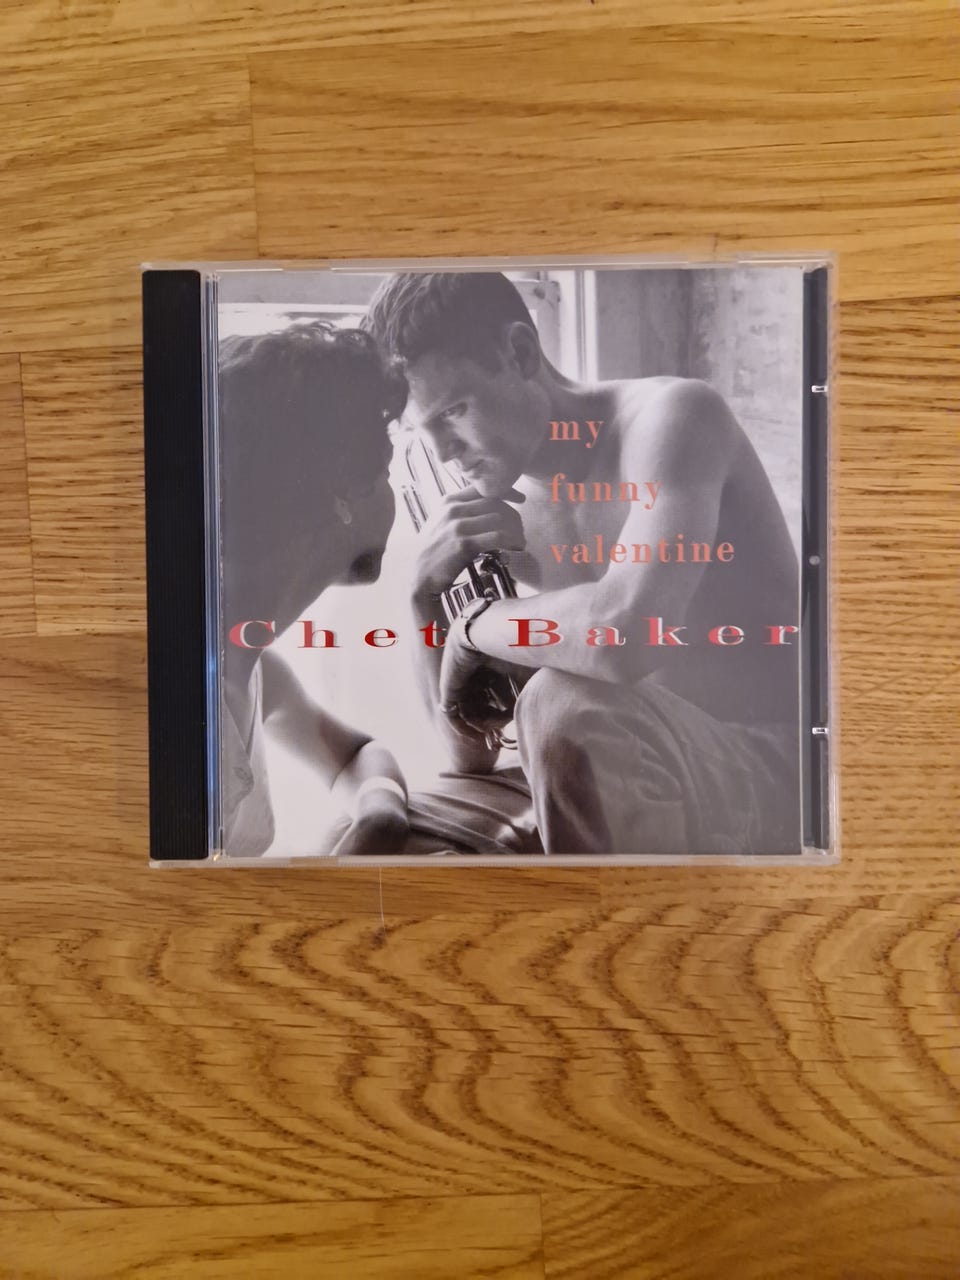 my
funny
valentine
Chet Baker